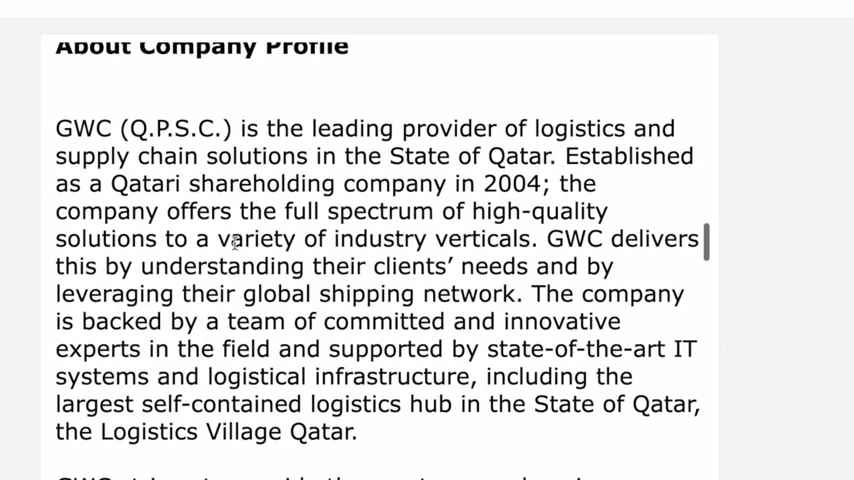 About Company Profile
GWC (Q.P.S.C.) is the leading provider of logistics and
supply chain solutions in the State of Qatar. Established
as a Qatari shareholding company in 2004; the
company offers the full spectrum of high-quality
solutions to a variety of industry verticals. GWC delivers
this by understanding their clients’ needs and by
leveraging their global shipping network. The company
is backed by a team of committed and innovative
experts in the field and supported by state-of-the-art IT
systems and logistical infrastructure, including the
largest self-contained logistics hub in the State of Qatar,
the Logistics Village Qatar.